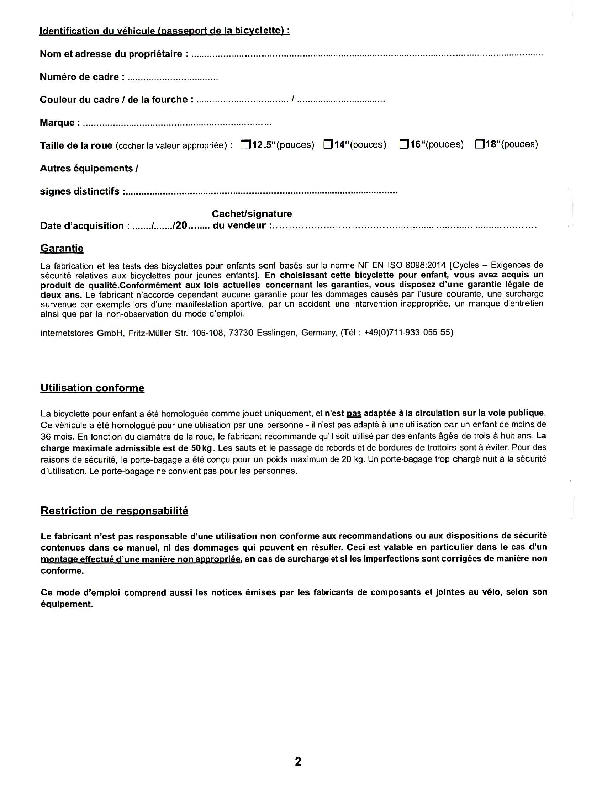 Identification du véhicule (passeport de la bicyclette) :
Nom et adresse du propriétaire : ............................................................
Numéro de cadre : ..................................
Couleur du cadre / de la fourche : .................................. / .................................
Marque : ......................................................................
Taille de la roue (cocher la valeur appropriée) : ❒12.5"(pouces) ❒14"(pouces) ❒16"(pouces) ❒18"(pouces)
Autres équipements /
signes distinctifs :............................................................
Cachet/signature
Date d'acquisition : ......./......./20........ du vendeur :............................................................
Garantie
La fabrication et les tests des bicyclettes pour enfants sont basés sur la norme NF EN ISO 8098:2014 [Cycles – Exigences de
sécurité relatives aux bicyclettes pour jeunes enfants]. En choisissant cette bicyclette pour enfant, vous avez acquis un
produit de qualité.Conformément aux lois actuelles concernant les garanties, vous disposez d'une garantie légale de
deux ans. Le fabricant n'accorde cependant aucune garantie pour les dommages causés par l'usure courante, une surcharge
survenue par exemple lors d'une manifestation sportive, par un accident une intervention inappropriée, un manque d'entretien
ainsi que par la non-observation du mode d'emploi.
internetstores GmbH, Fritz-Müller Str. 106-108, 73730 Esslingen, Germany, (Tél : +49(0)711-933 055 55)
Utilisation conforme
La bicyclette pour enfant a été homologuée comme jouet uniquement, et n'est pas adaptée à la circulation sur la voie publique.
Ce véhicule a été homologué pour une utilisation par une personne - il n'est pas adapté à une utilisation par un enfant de moins de
36 mois. En fonction du diamètre de la roue, le fabricant recommande qu'il soit utilisé par des enfants âgés de trois à huit ans. La
charge maximale admissible est de 50 kg. Les sauts et le passage de rebords et de bordures de trottoirs sont à éviter. Pour des
raisons de sécurité, le porte-bagage a été conçu pour un poids maximum de 20 kg. Un porte-bagage trop chargé nuit à la sécurité
d'utilisation. Le porte-bagage ne convient pas pour les personnes.
Restriction de responsabilité
Le fabricant n'est pas responsable d'une utilisation non conforme aux recommandations ou aux dispositions de sécurité
contenues dans ce manuel, ni des dommages qui peuvent en résulter. Ceci est valable en particulier dans le cas d'un
montage effectué d'une manière non appropriée, en cas de surcharge et si les imperfections sont corrigées de manière non
conforme.
Ce mode d'emploi comprend aussi les notices émises par les fabricants de composants et jointes au vélo, selon son
équipement.
2